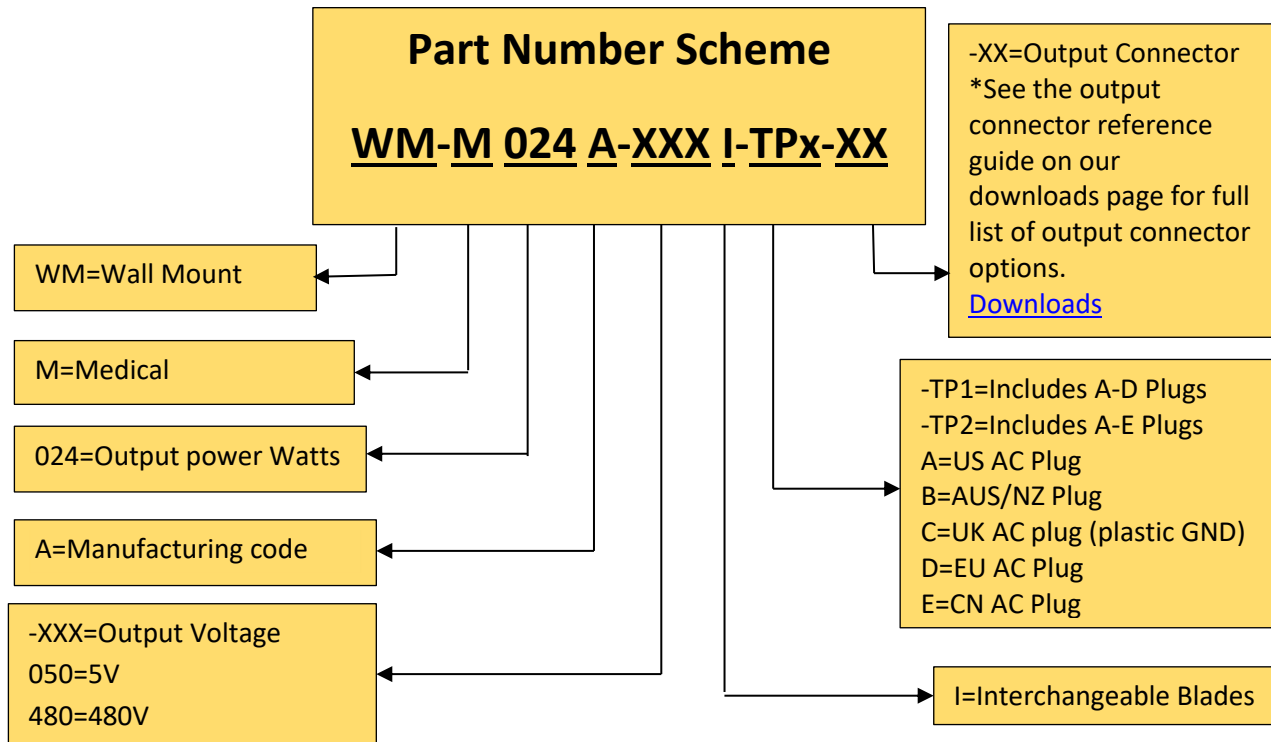 Part Number Scheme
WM-M 024 A-XXX I-TPx-XX
-XX=Output Connector
*See the output
connector reference
guide on our
downloads page for full
list of output connector
options.
Downloads
WM=Wall Mount
M=Medical
024=Output power Watts
A=Manufacturing code
-XXX=Output Voltage
050=5V
480=480V
-TP1=Includes A-D Plugs
-TP2=Includes A-E Plugs
A=US AC Plug
B=AUS/NZ Plug
C=UK AC plug (plastic GND)
D=EU AC Plug
E=CN AC Plug
I=Interchangeable Blades